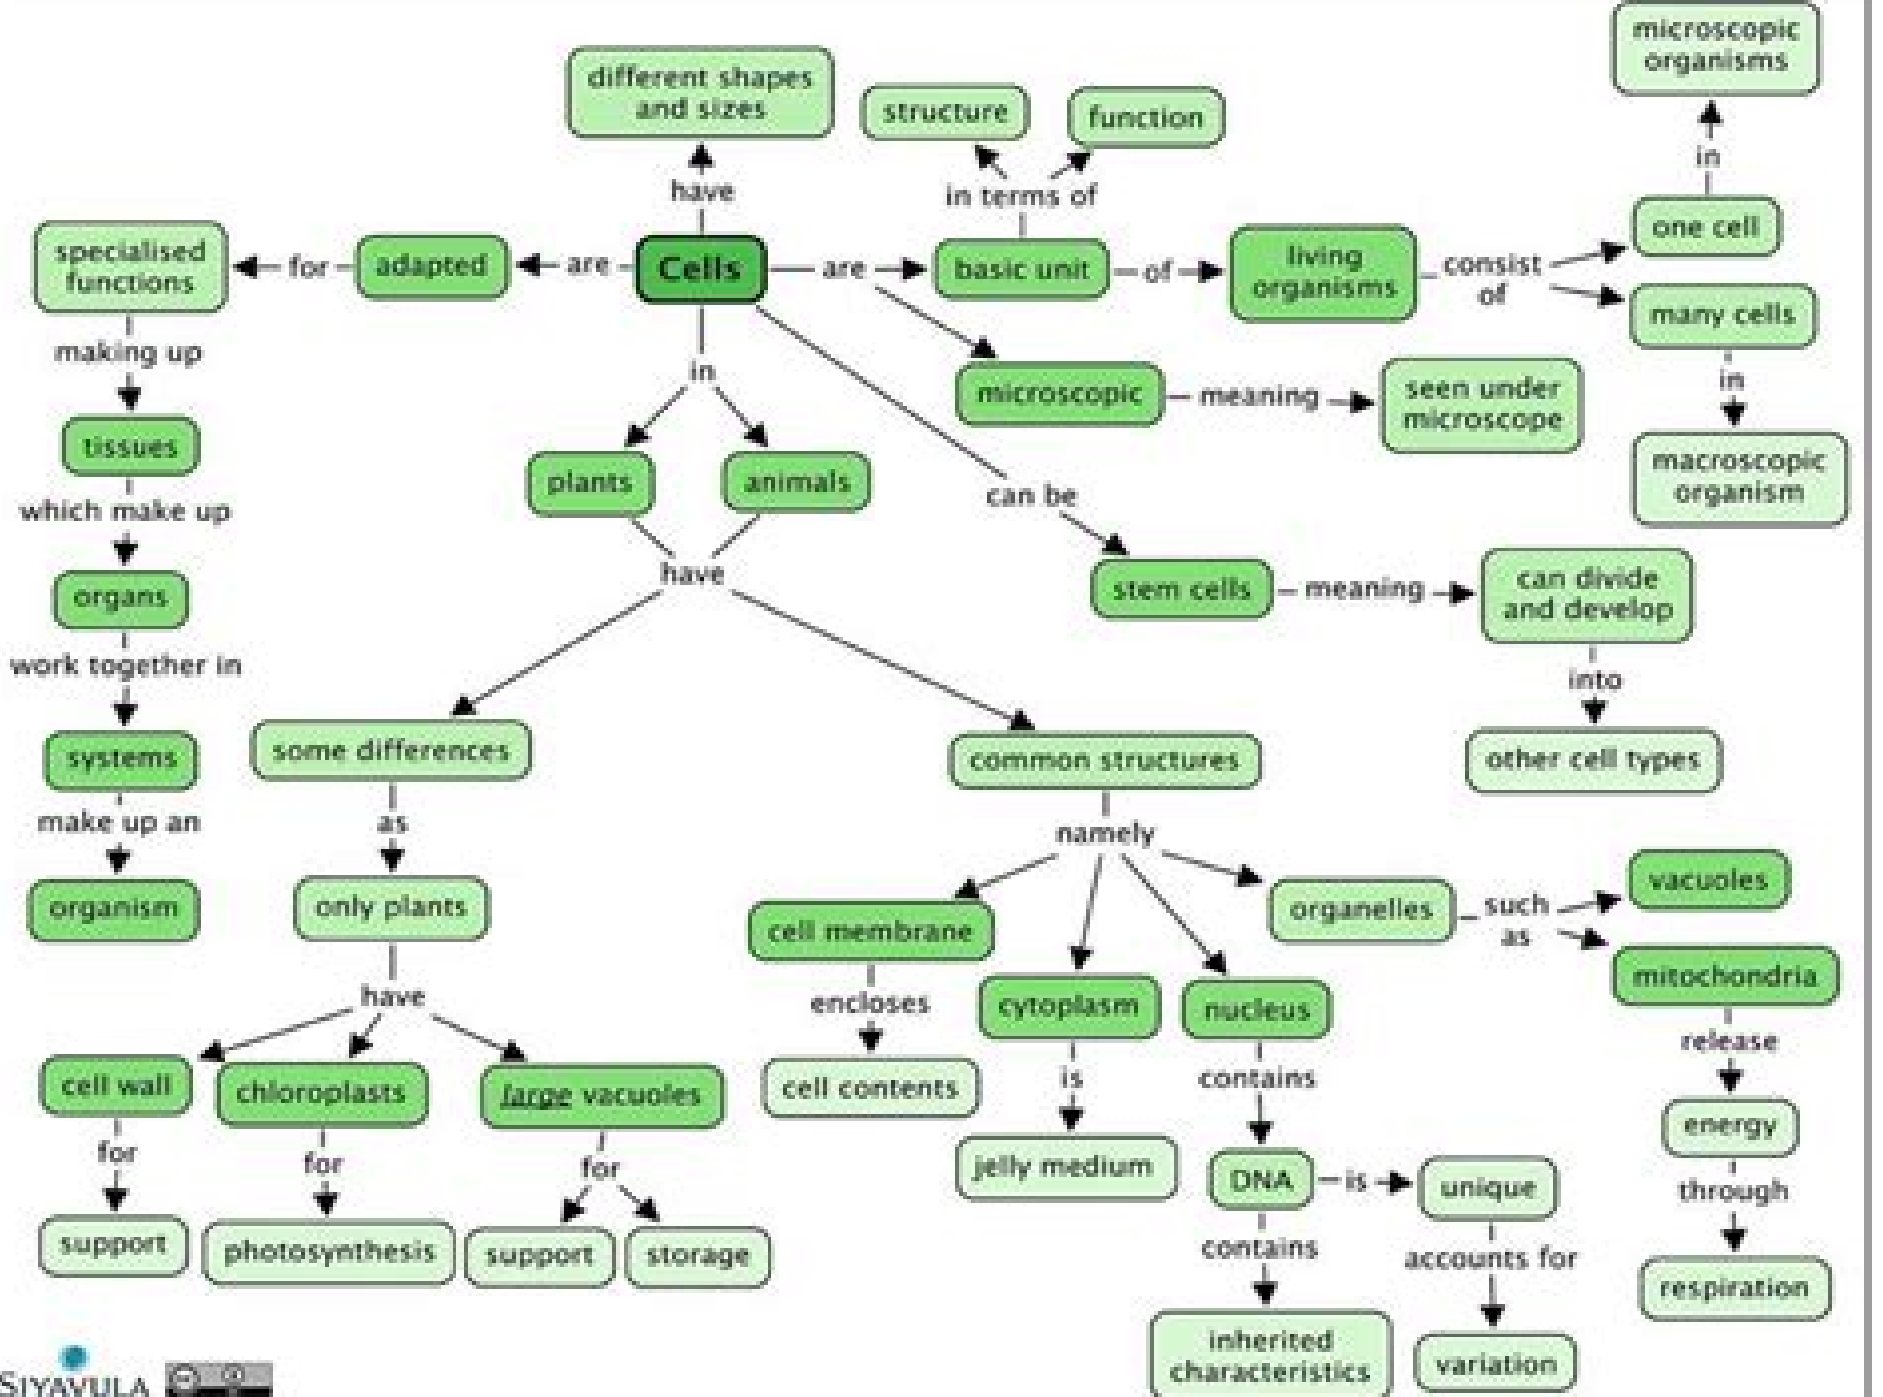 microscopic
organisms
different shapes
and sizes
structure
function
in
have
in terms of
one cell
specialised
functions
for
adapted
are
Cells
are
basic unit
of
living
organisms
consist
of
many cells
making up
in
in
microscopic
meaning
seen under
microscope
tissues
plants
animals
macroscopic
organism
can be
which make up
have
organs
stem cells
meaning
can divide
and develop
work together in
into
systems
some differences
common structures
other cell types
make up an
as
namely
organism
only plants
cell membrane
organelles
such
as
vacuoles
mitochondria
have
encloses
cytoplasm
nucleus
release
cell wall
chloroplasts
large vacuoles
cell contents
is
contains
energy
for
for
for
jelly medium
DNA
is
unique
through
support
photosynthesis
support
storage
contains
accounts for
respiration
inherited
characteristics
variation
SIYAVULA